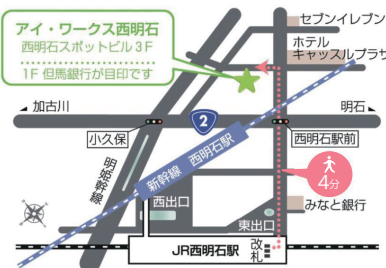 アイ・ワークス西明石
西明石スポットビル3F
1F 但馬銀行が目印です
セブンイレブン
ホテル
キャッスルプラザ
加古川
明石
2
小久保
西明石駅前
新幹線 西明石駅
明姫幹線
4分
西出口
みなと銀行
東出口
JR西明石駅
改札